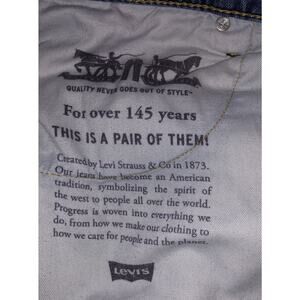 QUALITY NEVER GOES OUT OF STYLE™
For over 145 years
THIS IS A PAIR OF THEM!
Created by Levi Strauss & Co in 1873.
Our jeans have become an American
tradition, symbolizing the spirit of
the west to people all over the world.
Progress is woven into everything we
do, from how we make our clothing to
how we care for people and the planet.
Levi's